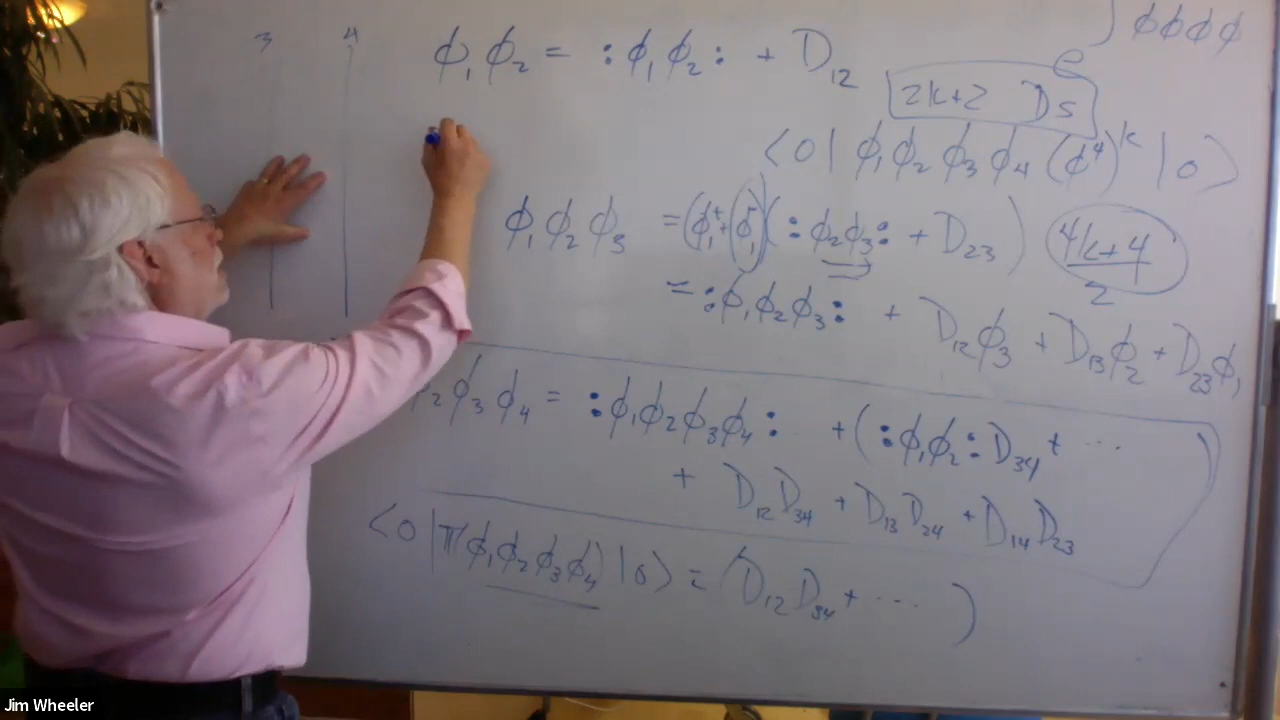 ∫ φφφφ
3 4
φ₁φ₂ = :φ₁φ₂: + D₁₂
2k+2 Ds
<0| φ₁φ₂φ₃φ₄ (φ⁴)ᵏ |0>
φ₁φ₂φ₃ = (φ₁⁺+φ₁⁻)(:φ₂φ₃: + D₂₃)
4k+4
2
= :φ₁φ₂φ₃: + D₁₂φ₃ + D₁₃φ₂ + D₂₃φ₁
₂φ₃φ₄ = :φ₁φ₂φ₃φ₄: + (:φ₁φ₂: D₃₄ + ... )
+ D₁₂D₃₄ + D₁₃D₂₄ + D₁₄D₂₃
<0|π(φ₁φ₂φ₃φ₄)|0> = (D₁₂D₃₄ + ... )
Jim Wheeler